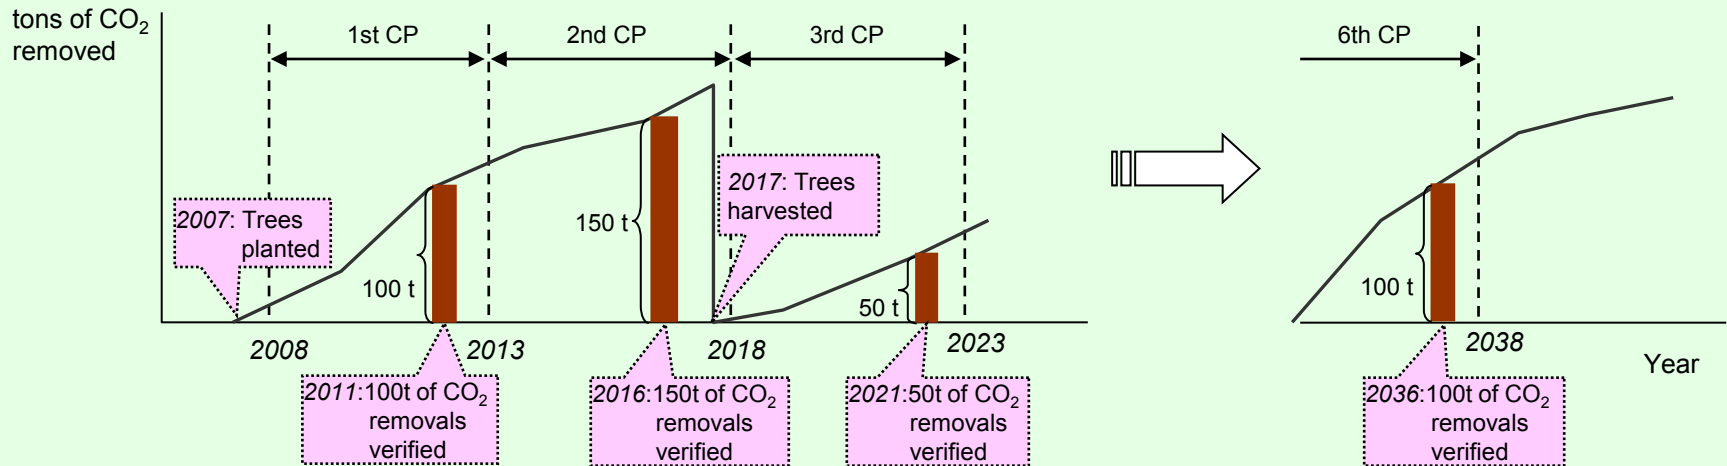 tons of CO₂
removed
1st CP
2nd CP
3rd CP
6th CP
2007: Trees
planted
100 t
150 t
2017: Trees
harvested
50 t
100 t
2008
2013
2018
2023
2038
Year
2011:100t of CO₂
removals
verified
2016:150t of CO₂
removals
verified
2021:50t of CO₂
removals
verified
2036:100t of CO₂
removals
verified